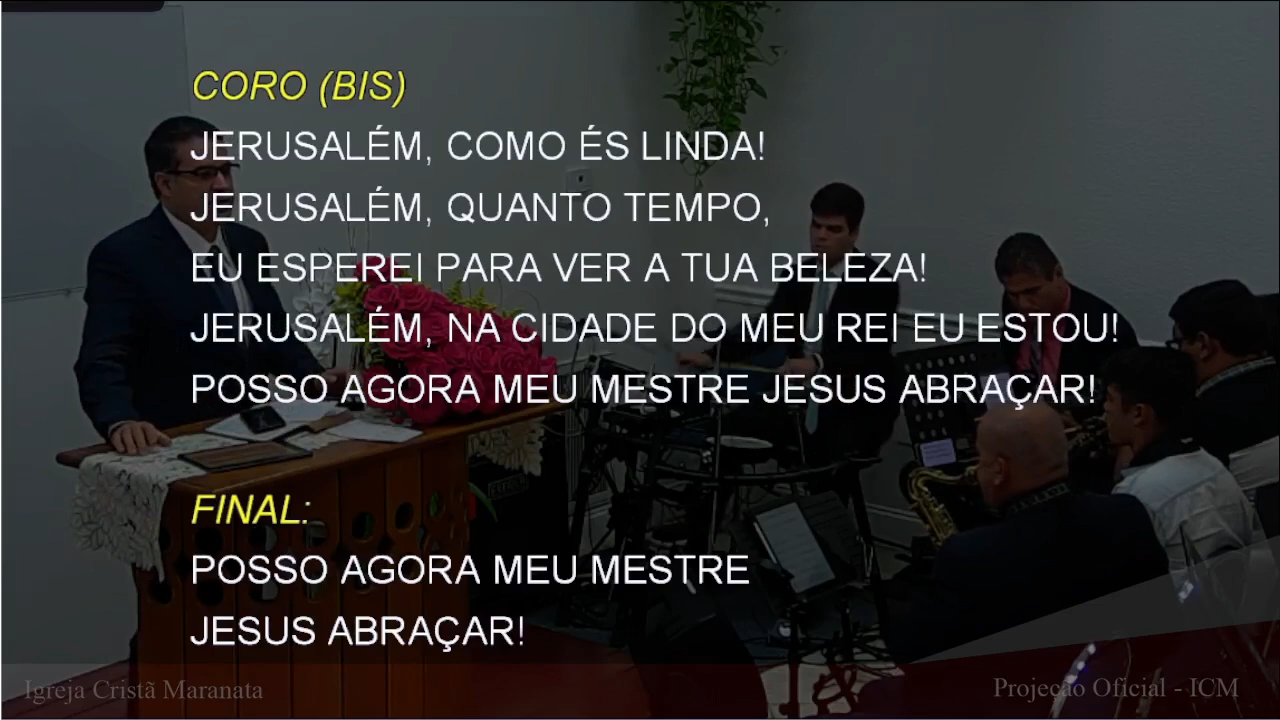 CORO (BIS)
JERUSALÉM, COMO ÉS LINDA!
JERUSALÉM, QUANTO TEMPO,
EU ESPEREI PARA VER A TUA BELEZA!
JERUSALÉM, NA CIDADE DO MEU REI EU ESTOU!
POSSO AGORA MEU MESTRE JESUS ABRAÇAR!
FINAL:
POSSO AGORA MEU MESTRE
JESUS ABRAÇAR!
Igreja Cristã Maranata
Projeção Oficial - ICM